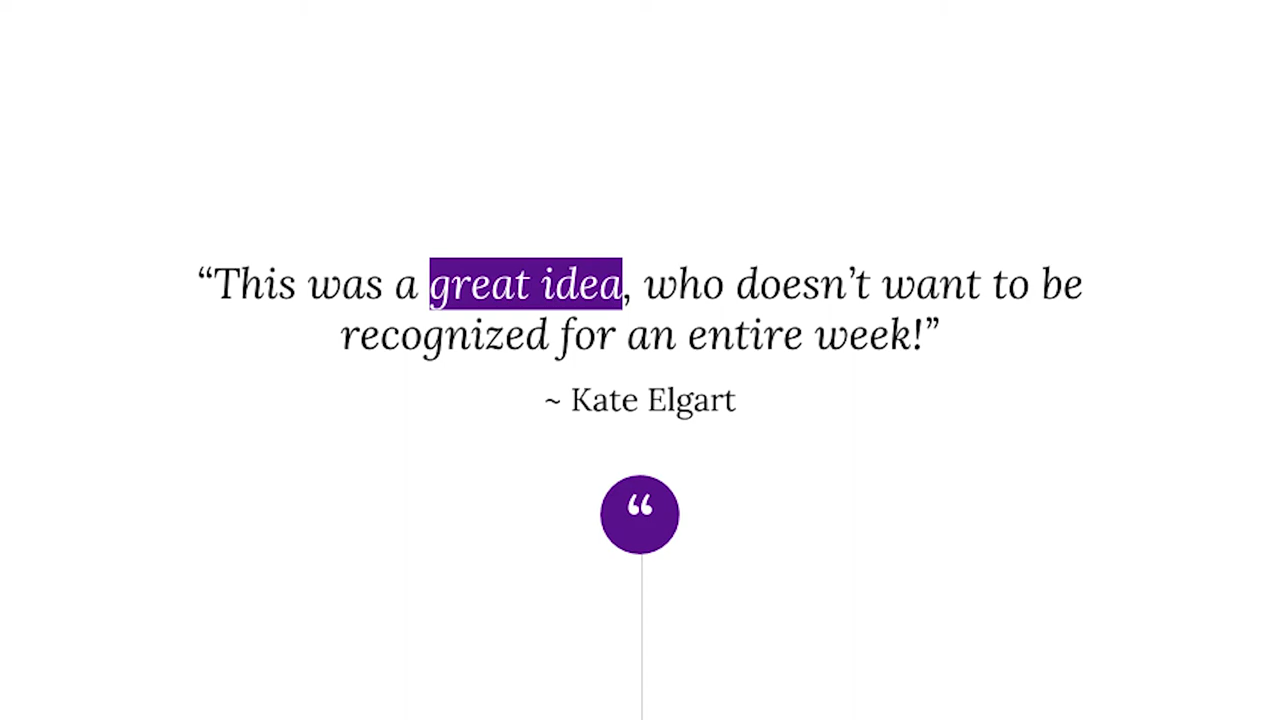 “This was a great idea, who doesn’t want to be
recognized for an entire week!”
~ Kate Elgart
“